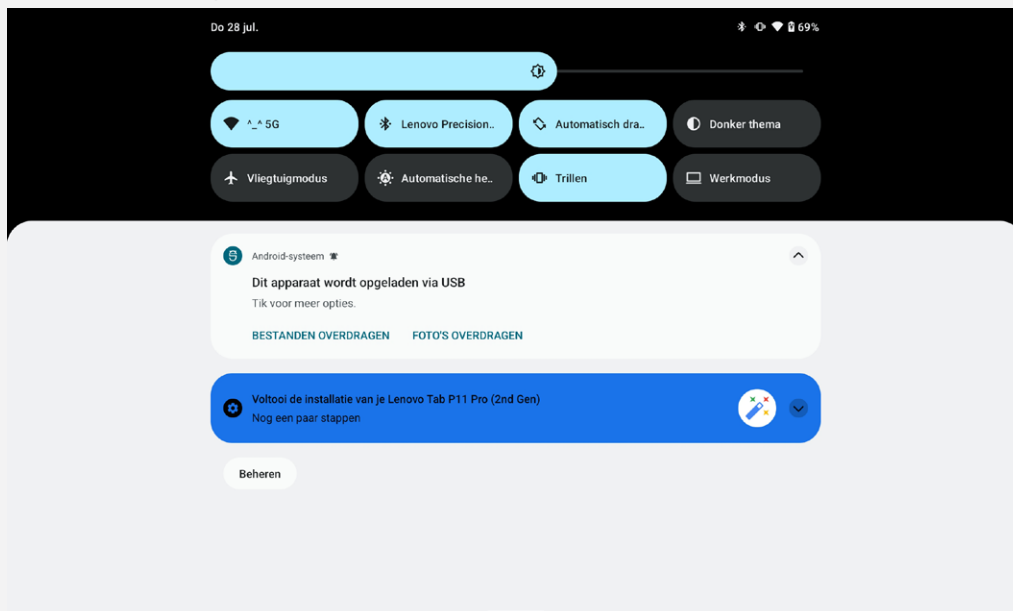 Do 28 jul.
69%
^_^ 5G
Lenovo Precision..
Automatisch dra..
Donker thema
Vliegtuigmodus
Automatische he..
Trillen
Werkmodus
Android-systeem
Dit apparaat wordt opgeladen via USB
Tik voor meer opties.
BESTANDEN OVERDRAGEN FOTO'S OVERDRAGEN
Voltooi de installatie van je Lenovo Tab P11 Pro (2nd Gen)
Nog een paar stappen
Beheren